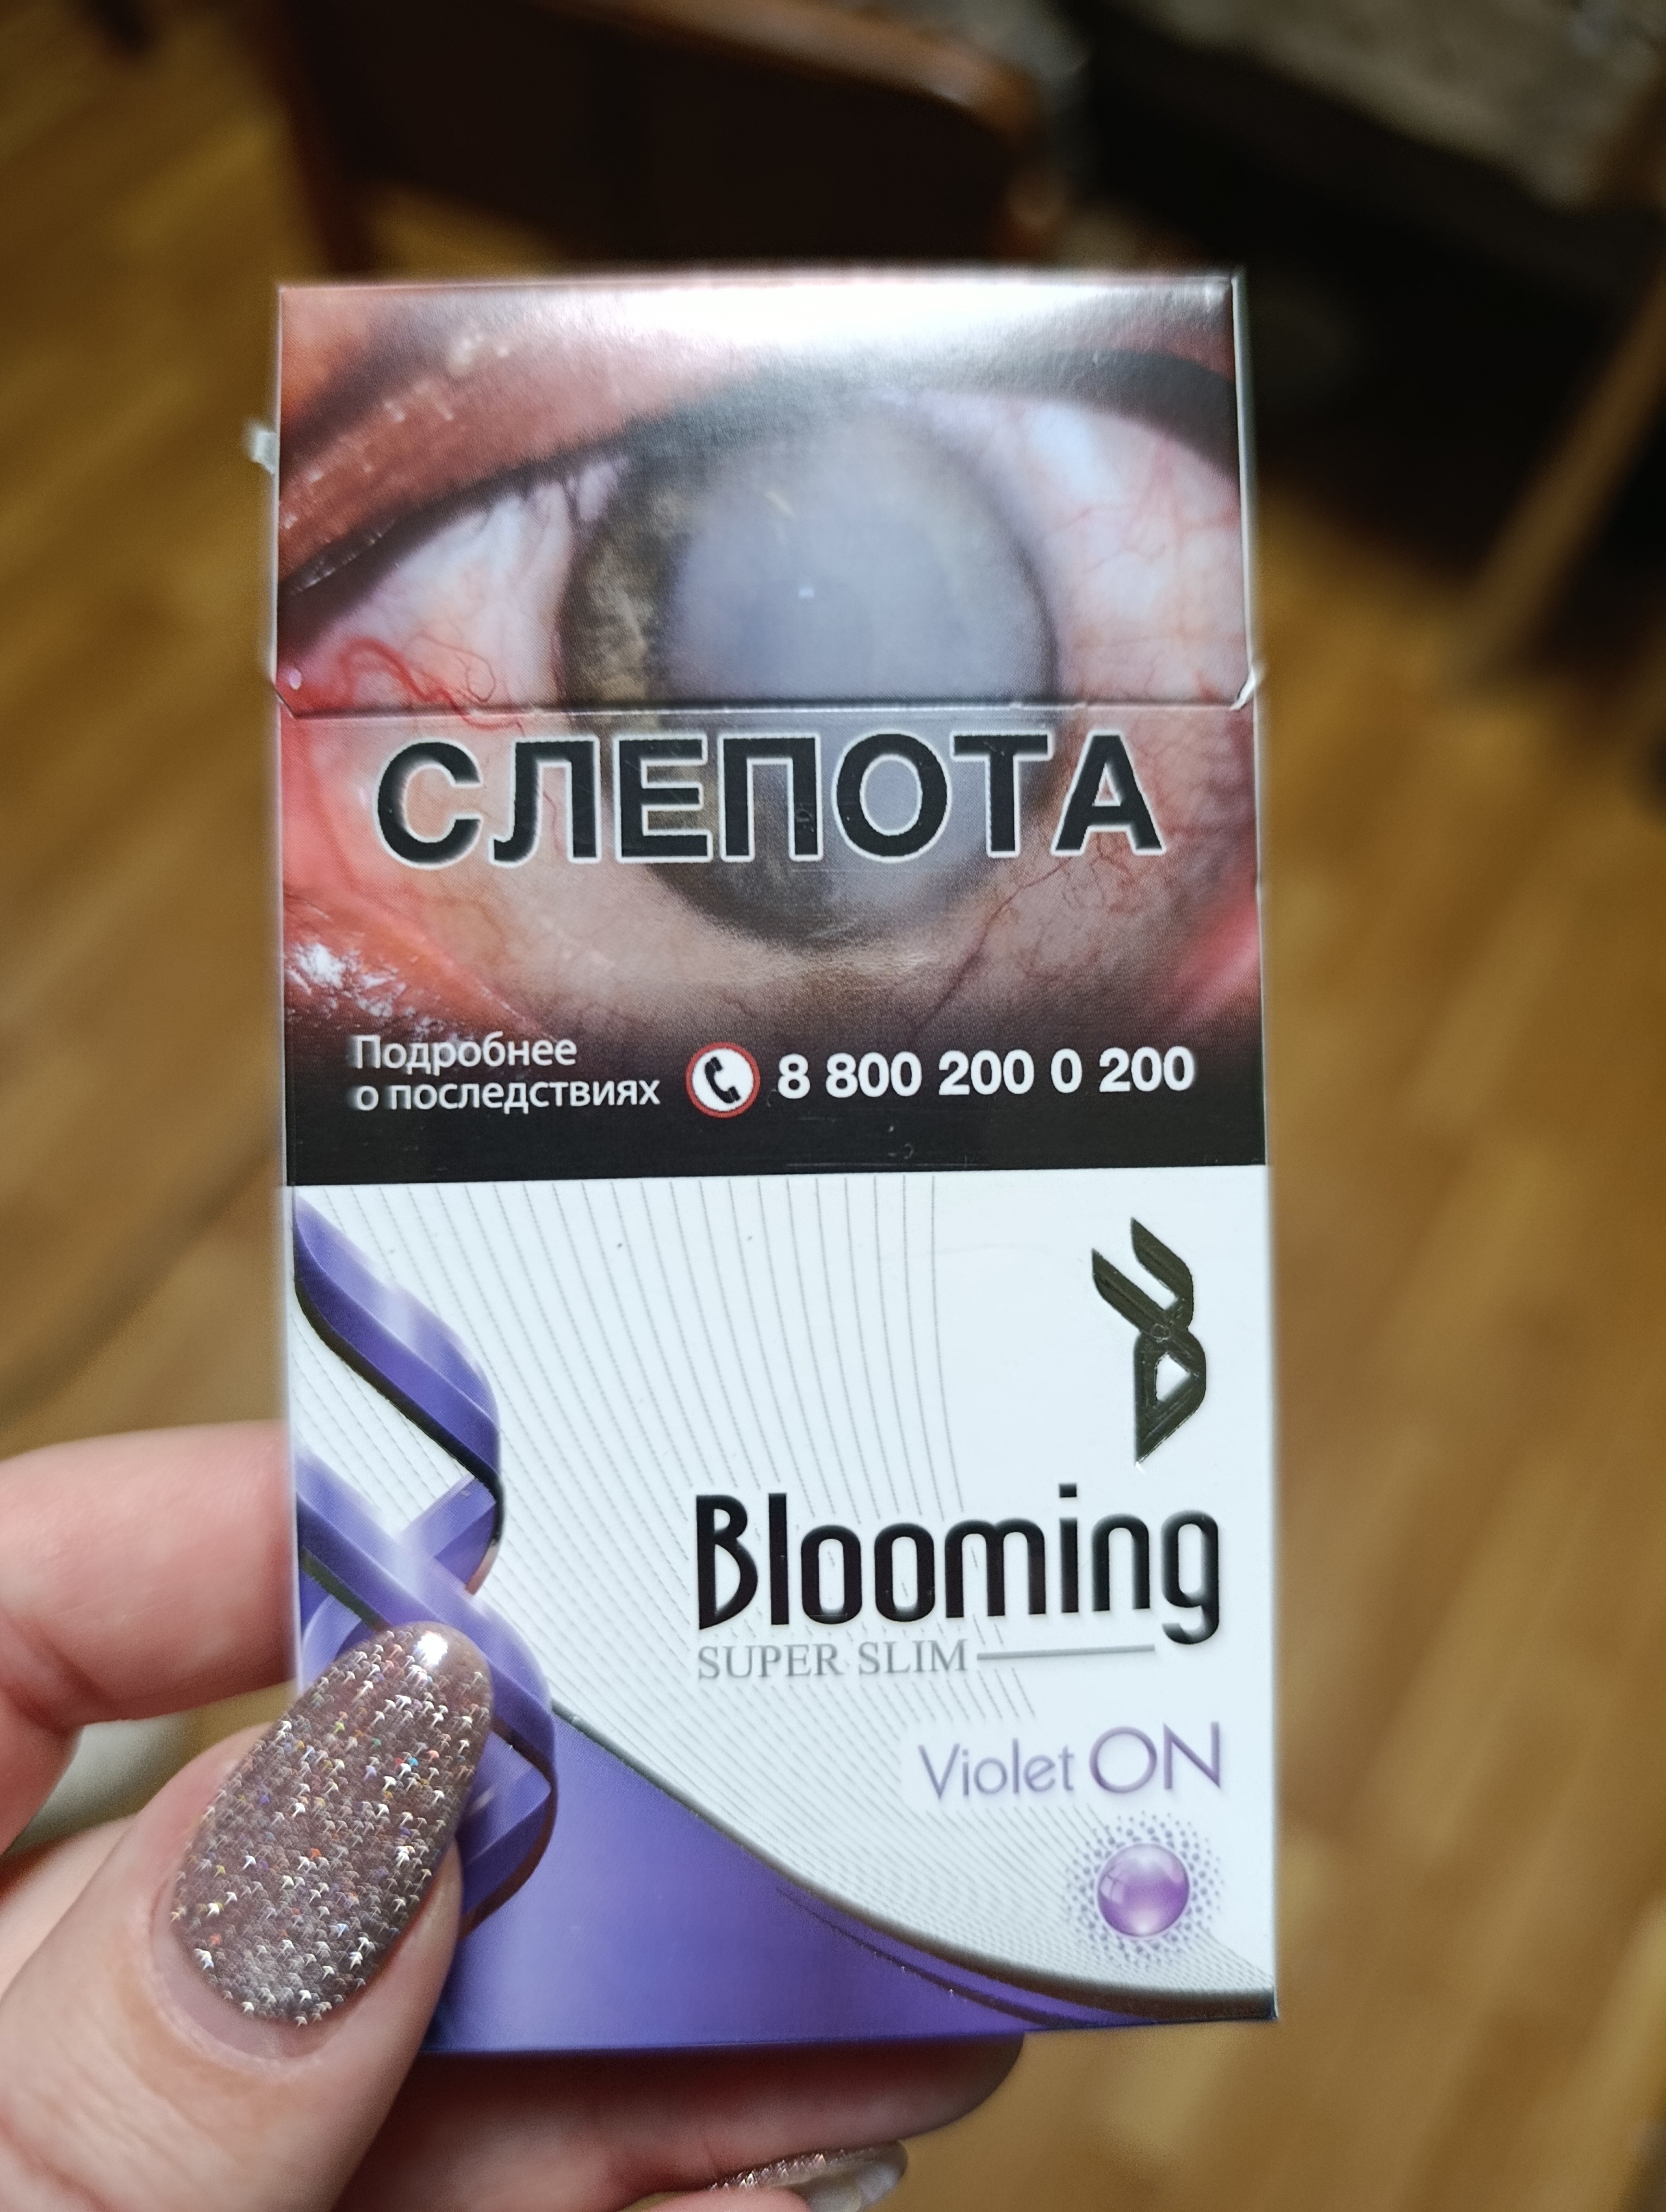 СЛЕПОТА
Подробнее
о последствиях
8 800 200 0 200
Blooming
SUPER SLIM
Violet ON